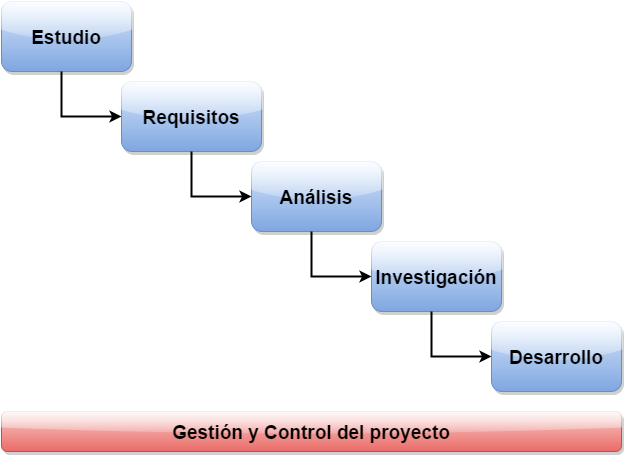 Estudio
Requisitos
Análisis
Investigación
Desarrollo
Gestión y Control del proyecto